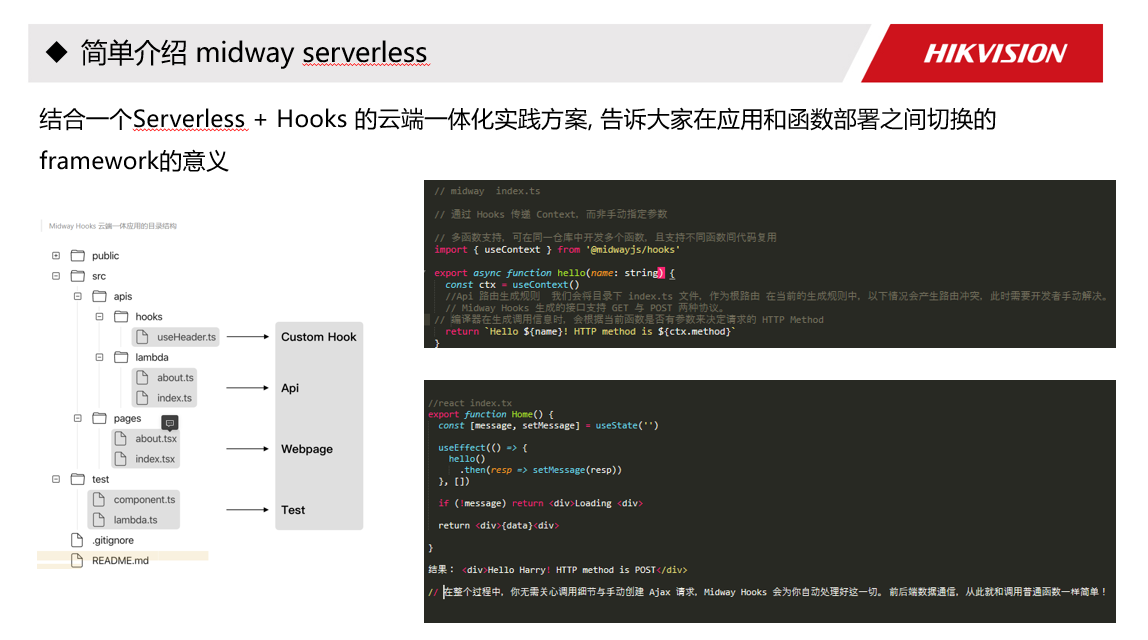 ◆ 简单介绍 midway serverless
HIKVISION
结合一个Serverless + Hooks 的云端一体化实践方案, 告诉大家在应用和函数部署之间切换的
framework的意义
Midway Hooks 云端一体应用的目录结构
public
src
apis
hooks
useHeader.ts
Custom Hook
lambda
about.ts
Api
index.ts
pages
about.tsx
Webpage
index.tsx
test
component.ts
Test
lambda.ts
.gitignore
README.md
// midway  index.ts
// 通过 Hooks 传递 Context，而非手动指定参数
// 多函数支持，可在同一仓库中开发多个函数，且支持不同函数间代码复用
import { useContext } from '@midwayjs/hooks'
export async function hello(name: string) {
const ctx = useContext()
//Api 路由生成规则  我们会将目录下 index.ts 文件，作为根路由 在当前的生成规则中，以下情况会产生路由冲突，此时需要开发者手动解决。
// Midway Hooks 生成的接口支持 GET 与 POST 两种协议。
// 编译器在生成调用信息时，会根据当前函数是否有参数来决定请求的 HTTP Method
return `Hello ${name}! HTTP method is ${ctx.method}`
}
//react index.tx
export function Home() {
const [message, setMessage] = useState('')
useEffect(() => {
hello()
.then(resp => setMessage(resp))
}, [])
if (!message) return <div>Loading <div>
return <div>{data}<div>
}
结果： <div>Hello Harry! HTTP method is POST</div>
// 在整个过程中，你无需关心调用细节与手动创建 Ajax 请求，Midway Hooks 会为你自动处理好这一切。 前后端数据通信，从此就和调用普通函数一样简单！